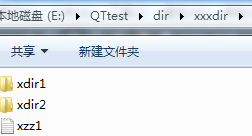 本地磁盘 (E:) ▸ QTtest ▸ dir ▸ xxxdir ▸
共享 ▼ 新建文件夹
xdir1
xdir2
xzz1